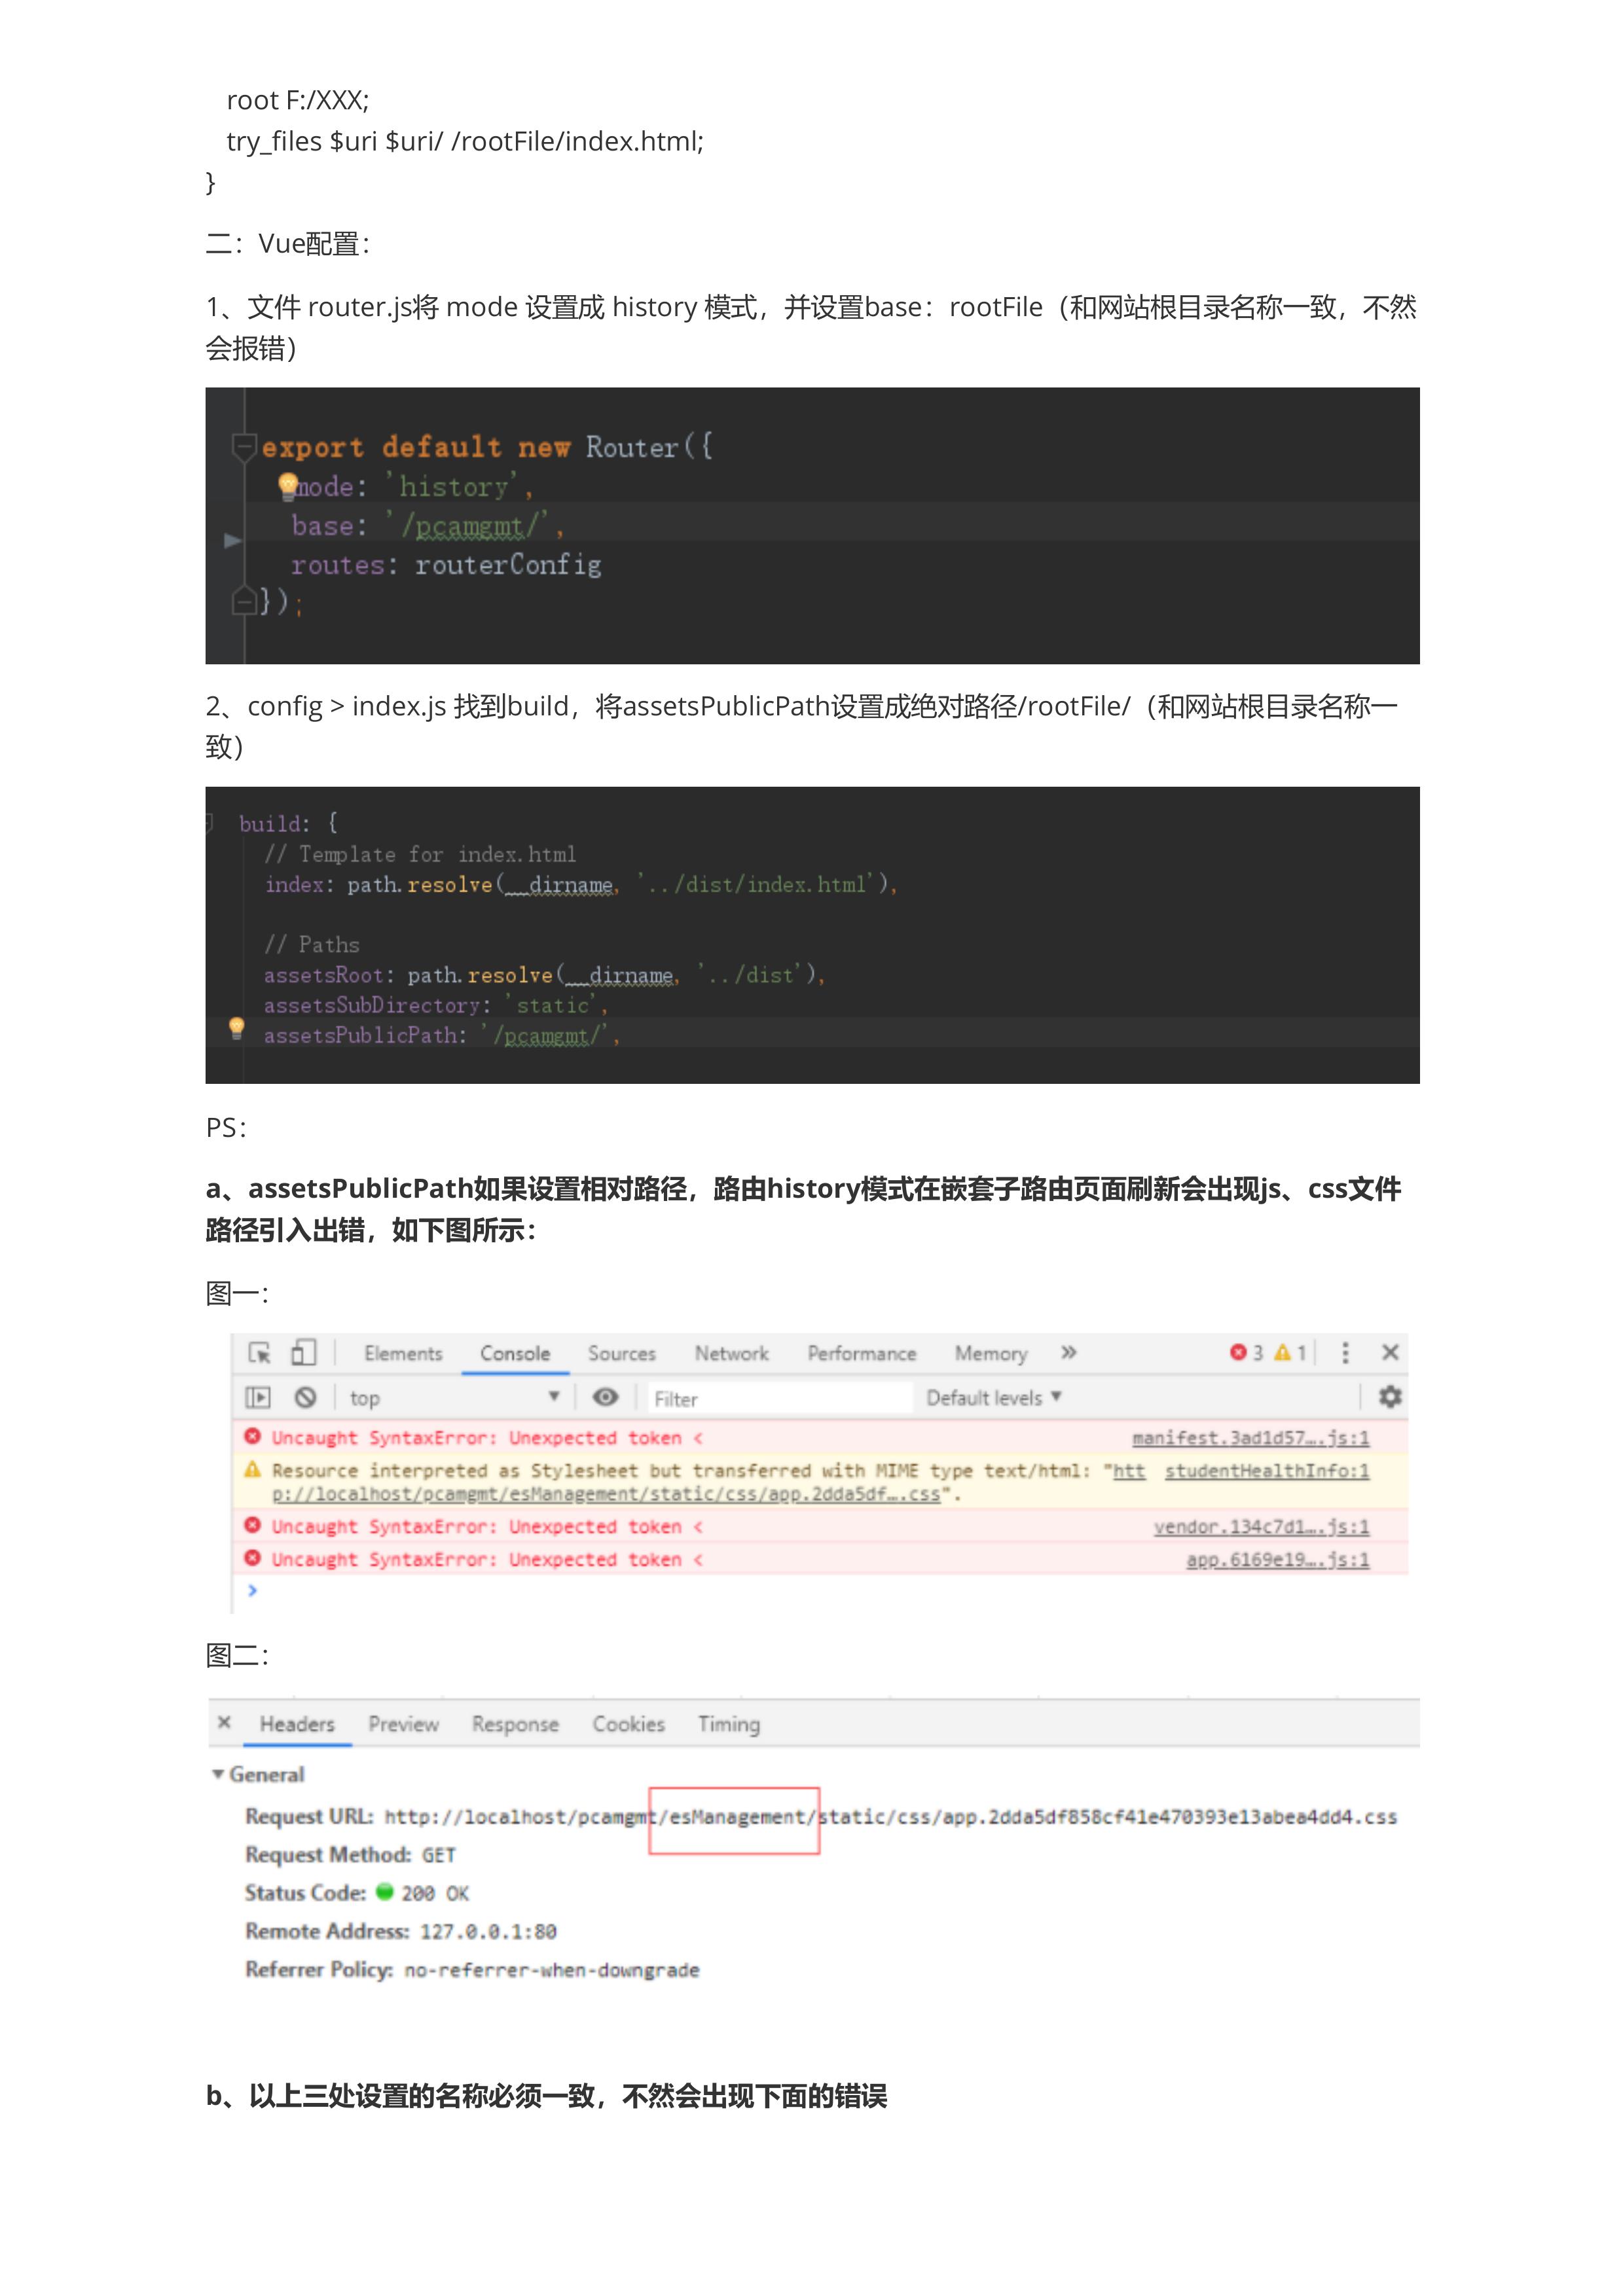 root F:/XXX;
try_files $uri $uri/ /rootFile/index.html;
}
二：Vue配置：
1、文件 router.js将 mode 设置成 history 模式，并设置base：rootFile（和网站根目录名称一致，不然
会报错）
export default new Router({
mode: 'history',
base: '/pcamgmt/',
routes: routerConfig
});
2、config > index.js 找到build，将assetsPublicPath设置成绝对路径/rootFile/（和网站根目录名称一
致）
build: {
// Template for index.html
index: path.resolve(__dirname, '../dist/index.html'),
// Paths
assetsRoot: path.resolve(__dirname, '../dist'),
assetsSubDirectory: 'static',
assetsPublicPath: '/pcamgmt/',
PS：
a、assetsPublicPath如果设置相对路径，路由history模式在嵌套子路由页面刷新会出现js、css文件
路径引入出错，如下图所示：
图一：
Elements Console Sources Network Performance Memory » 3 1
top Filter Default levels
Uncaught SyntaxError: Unexpected token < manifest.3ad1d57….js:1
Resource interpreted as Stylesheet but transferred with MIME type text/html: "htt studentHealthInfo:1
p://localhost/pcamgmt/esManagement/static/css/app.2dda5df….css".
Uncaught SyntaxError: Unexpected token < vendor.134c7d1….js:1
Uncaught SyntaxError: Unexpected token < app.6169e19….js:1
图二：
Headers Preview Response Cookies Timing
General
Request URL: http://localhost/pcamgmt/esManagement/static/css/app.2dda5df858cf41e470393e13abea4dd4.css
Request Method: GET
Status Code: 200 OK
Remote Address: 127.0.0.1:80
Referrer Policy: no-referrer-when-downgrade
b、以上三处设置的名称必须一致，不然会出现下面的错误